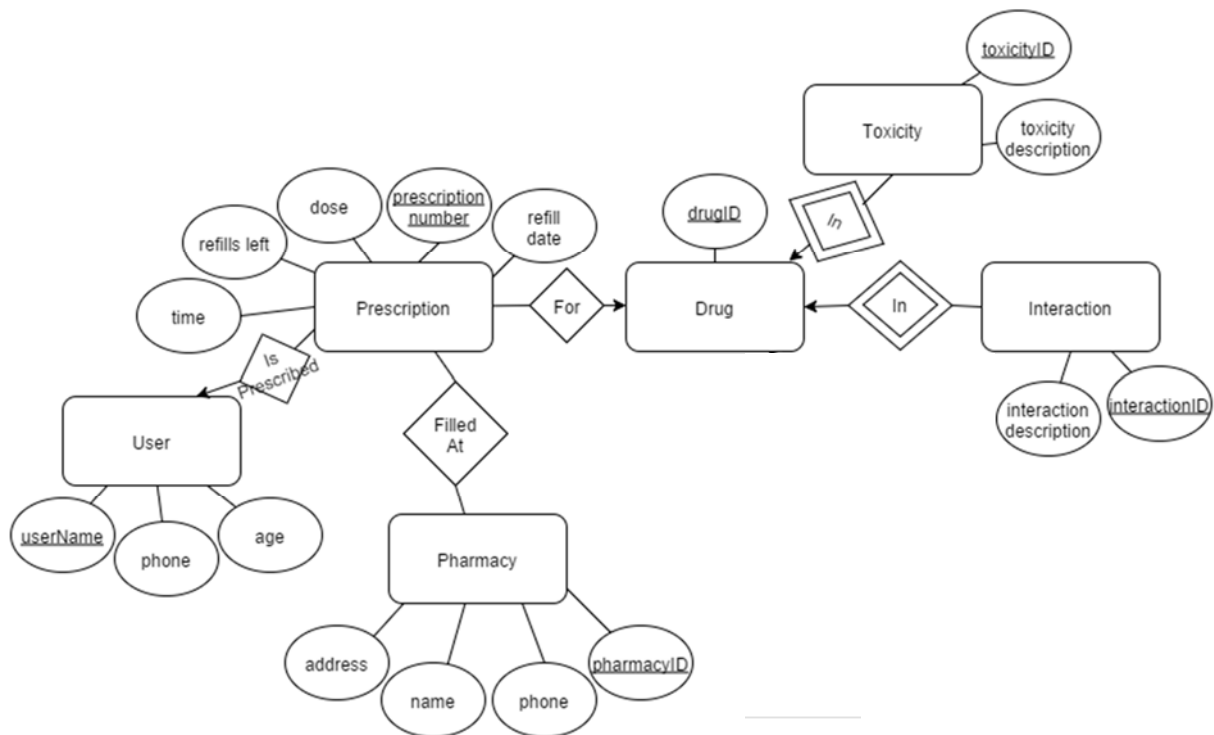 toxicityID
Toxicity
toxicity
description
dose
prescription
number
refill
date
drugID
In
refills left
time
Prescription
For
Drug
In
Interaction
Is
Prescribed
User
Filled
At
interaction
description
interactionID
userName
phone
age
Pharmacy
address
name
phone
pharmacyID